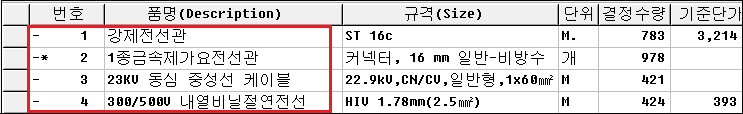 번호 품명(Description) 규격(Size) 단위 결정수량 기준단가
- 1 강제전선관 ST 16c M. 783 3,214
-* 2 1종금속제가요전선관 커넥터, 16 mm 일반-비방수 개 978
- 3 23KV 동심 중성선 케이블 22.9kV,CN/CV,일반형,1x60㎟ M 421
- 4 300/500V 내열비닐절연전선 HIV 1.78mm(2.5㎟) M 424 393